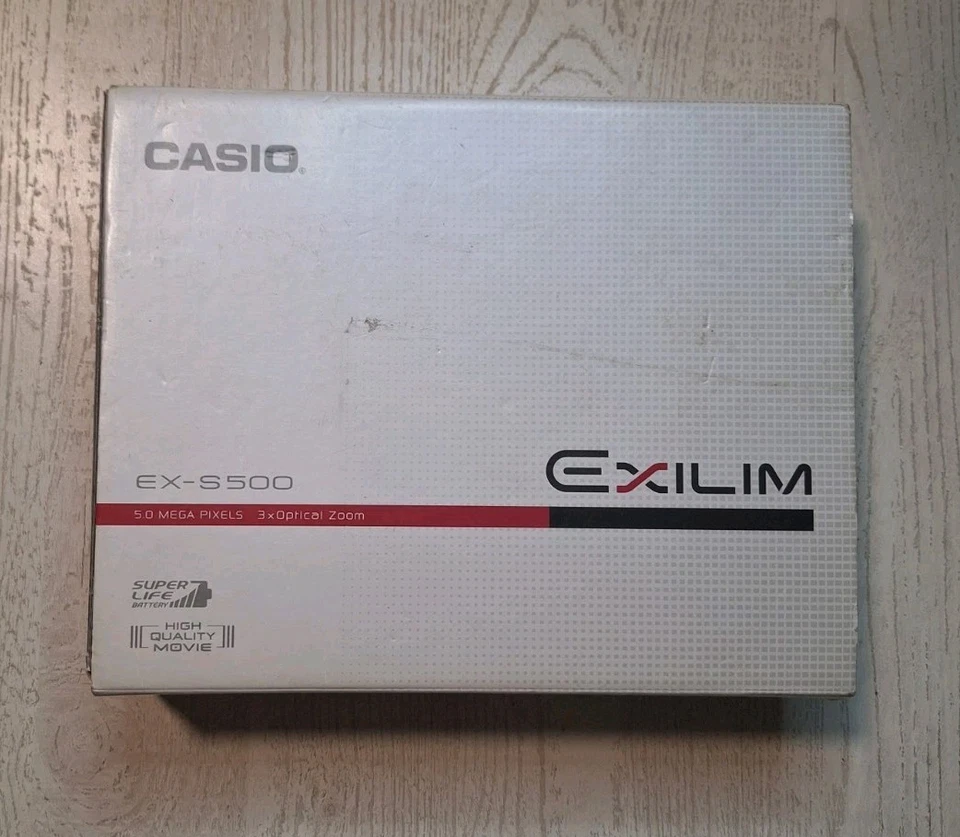 CASIO®
EX-S500
EXILIM
5.0 MEGA PIXELS 3xOptical Zoom
SUPER
LIFE
BATTERY
HIGH
QUALITY
MOVIE